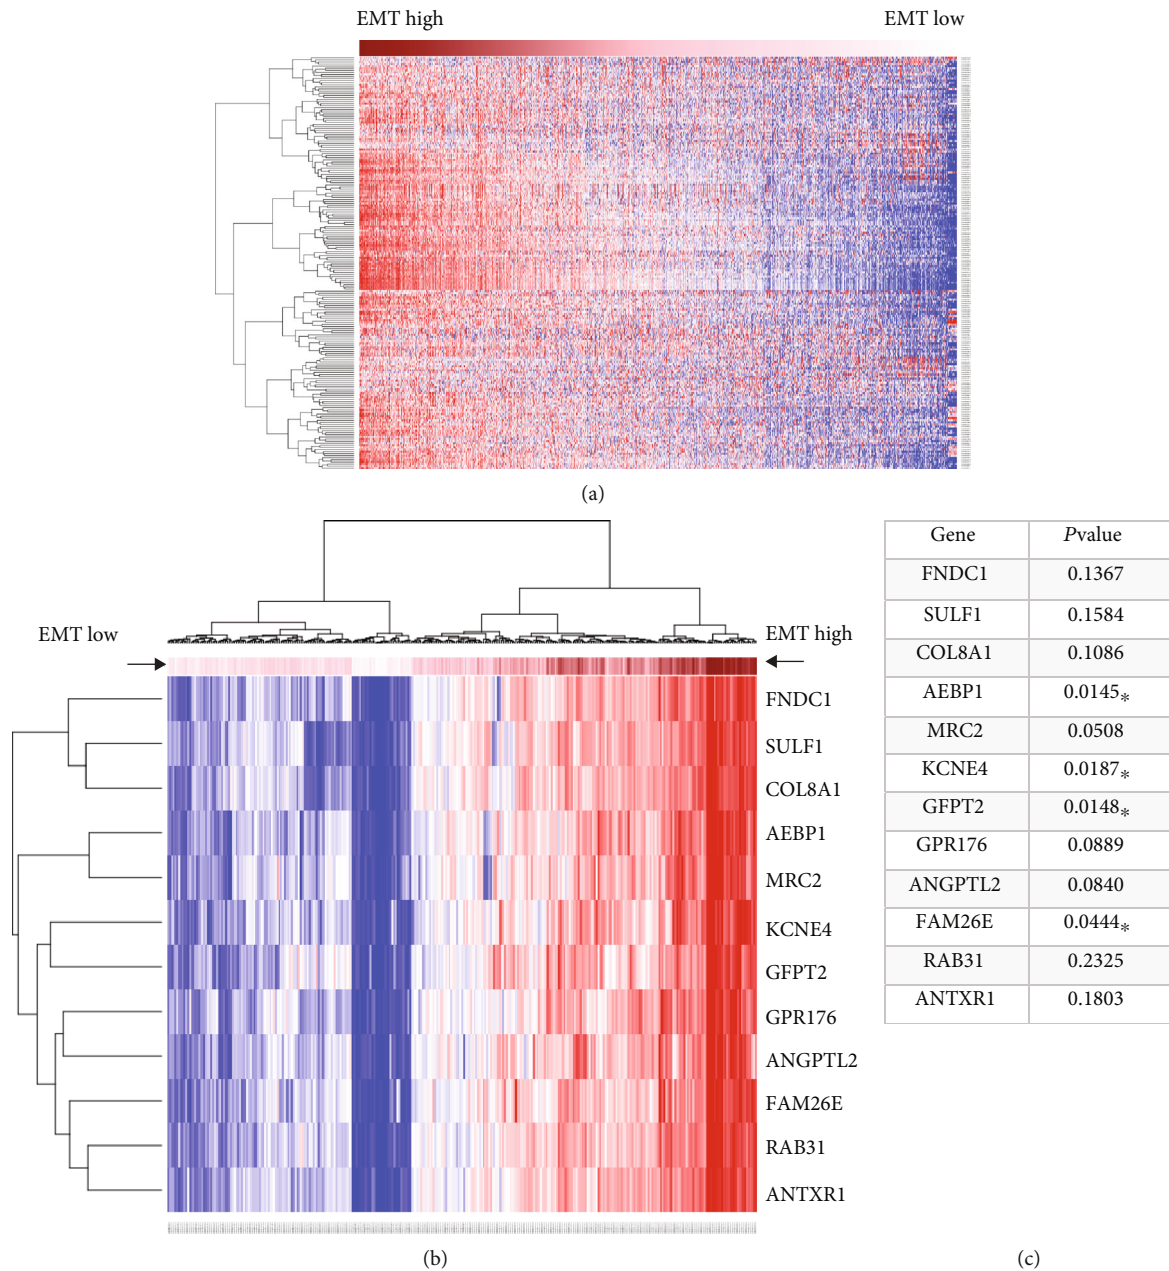 EMT high EMT low
(a)
EMT low EMT high
FNDC1
SULF1
COL8A1
AEBP1
MRC2
KCNE4
GFPT2
GPR176
ANGPTL2
FAM26E
RAB31
ANTXR1
(b)
Gene Pvalue
FNDC1 0.1367
SULF1 0.1584
COL8A1 0.1086
AEBP1 0.0145*
MRC2 0.0508
KCNE4 0.0187*
GFPT2 0.0148*
GPR176 0.0889
ANGPTL2 0.0840
FAM26E 0.0444*
RAB31 0.2325
ANTXR1 0.1803
(c)